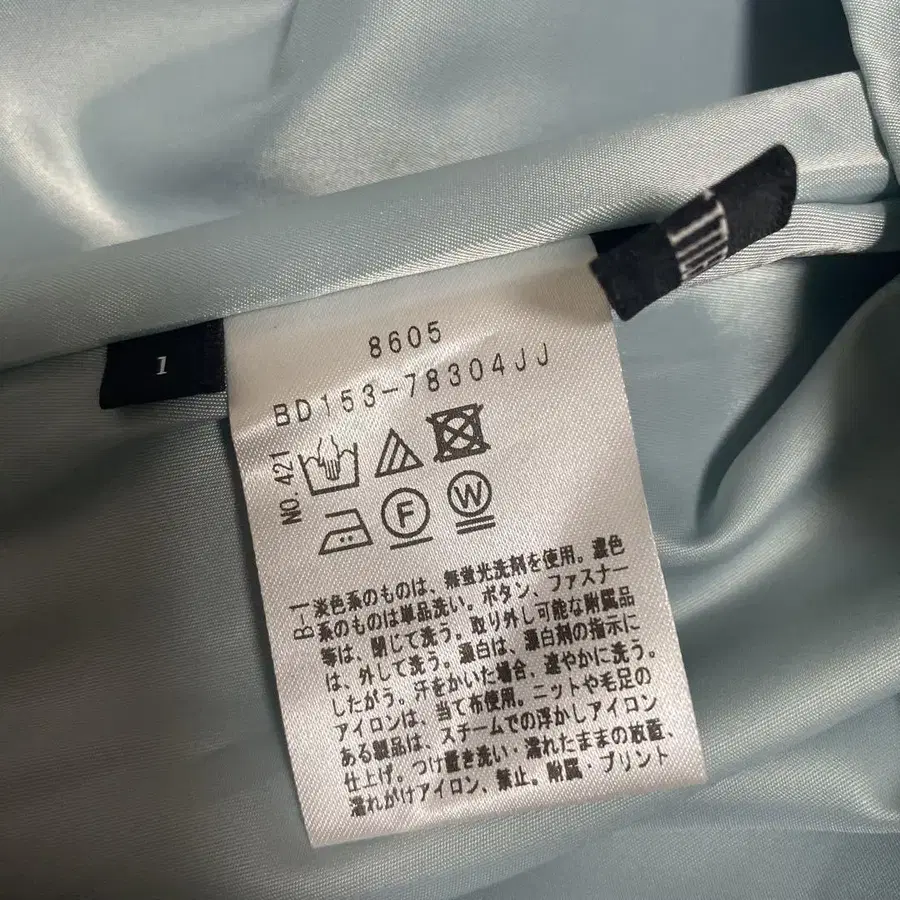 1
8605
BD153-78304JJ
NO. 421
F
W
B-1
淡色系のものは、無蛍光洗剤を使用。濃色
系のものは単品洗い。ボタン、ファスナー
等は、閉じて洗う。取り外し可能な附属品
は、外して洗う。漂白は、漂白剤の指示に
したがう。汗をかいた場合、速やかに洗う。
アイロンは、当て布使用。ニットや毛足の
ある製品は、スチームでの浮かしアイロン
仕上げ。つけ置き洗い・濡れたままの放置、
濡れがけアイロン、禁止。附属・プリント